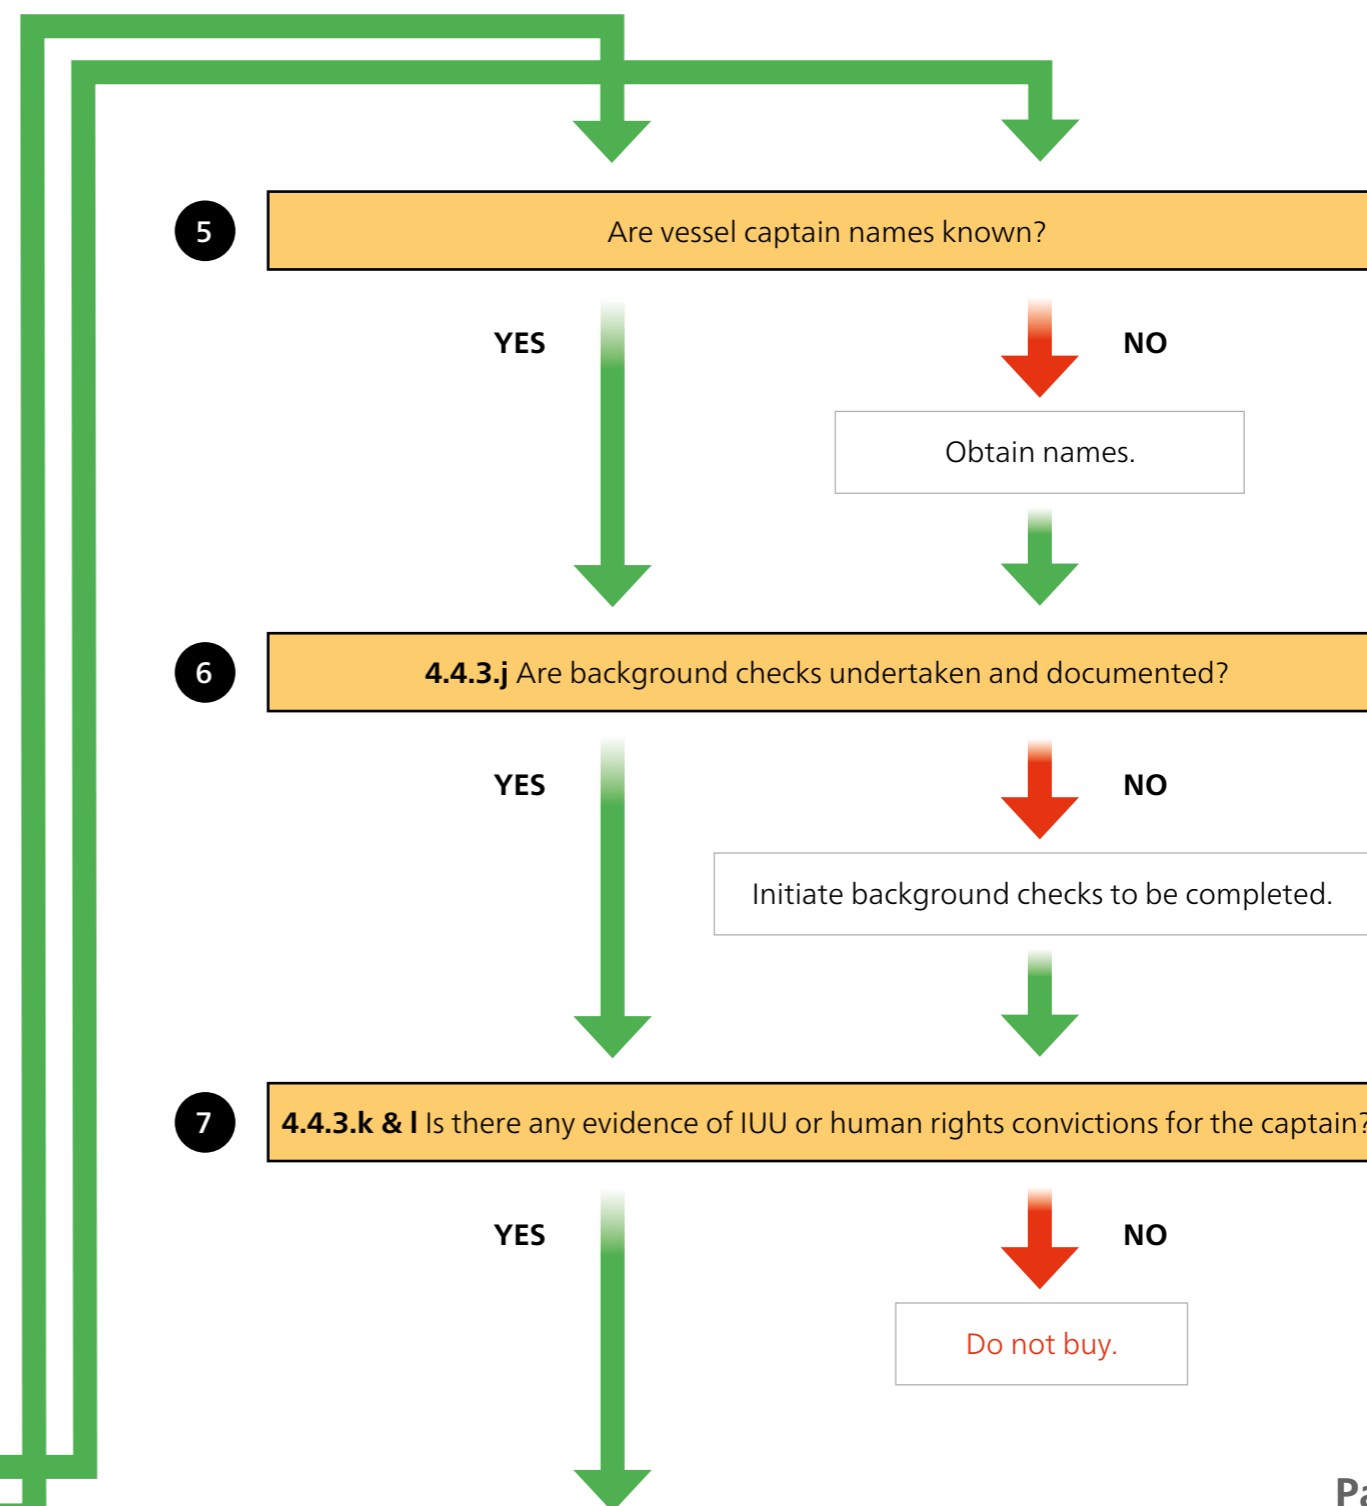 5
Are vessel captain names known?
YES
NO
Obtain names.
6
4.4.3.j Are background checks undertaken and documented?
YES
NO
Initiate background checks to be completed.
7
4.4.3.k & l Is there any evidence of IUU or human rights convictions for the captain?
YES
NO
Do not buy.
Pa